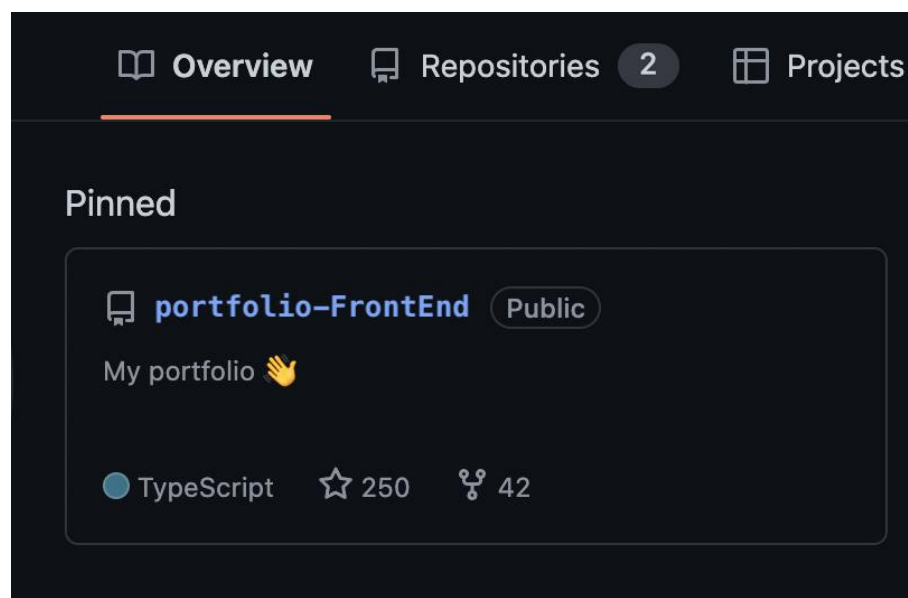 Overview Repositories 2 Projects
Pinned
portfolio-FrontEnd Public
My portfolio 👋
TypeScript 250 42